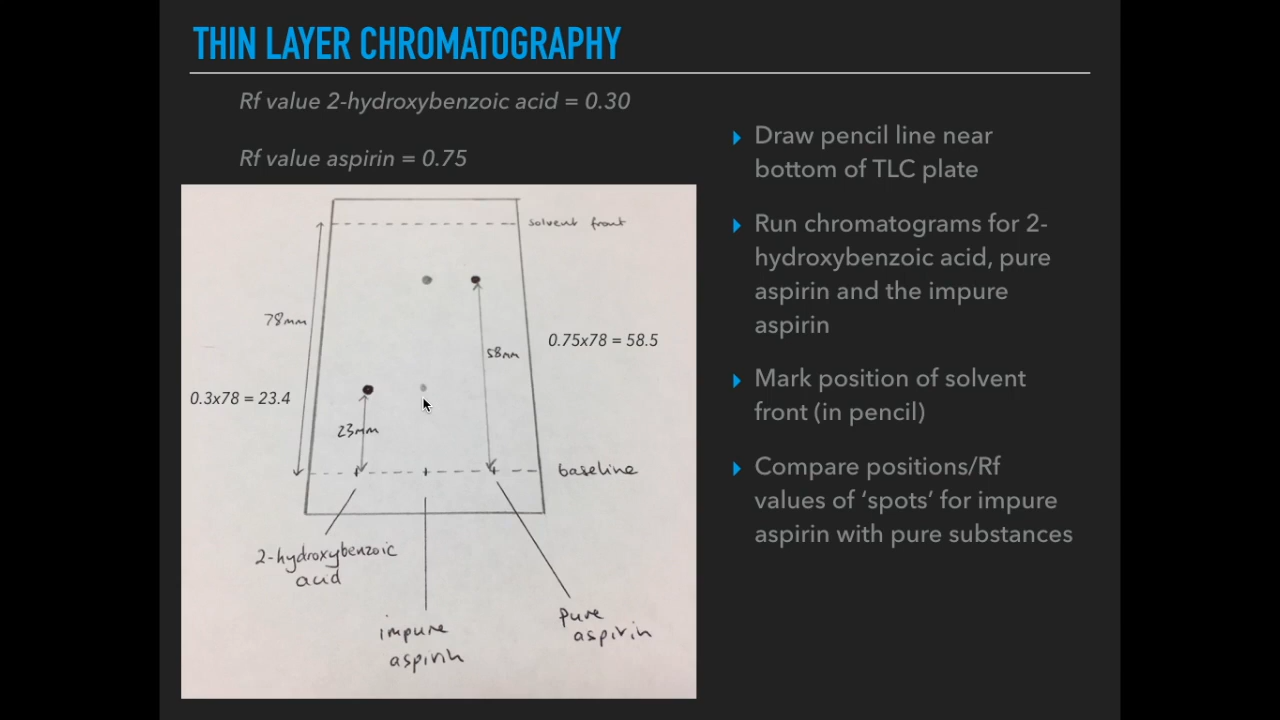 THIN LAYER CHROMATOGRAPHY
Rf value 2-hydroxybenzoic acid = 0.30
Rf value aspirin = 0.75
solvent front
78mm
58mm
0.75x78 = 58.5
0.3x78 = 23.4
23mm
baseline
2-hydroxybenzoic
acid
impure
aspirin
pure
aspirin
Draw pencil line near
bottom of TLC plate
Run chromatograms for 2-
hydroxybenzoic acid, pure
aspirin and the impure
aspirin
Mark position of solvent
front (in pencil)
Compare positions/Rf
values of ‘spots’ for impure
aspirin with pure substances